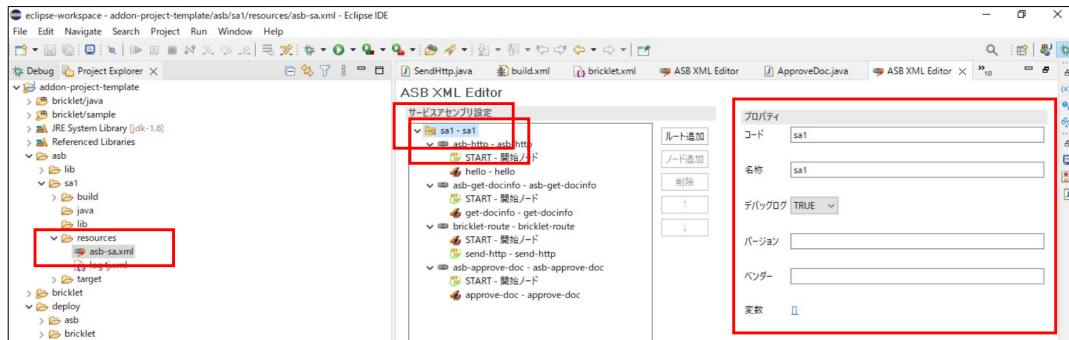 eclipse-workspace - addon-project-template/asb/sa1/resources/asb-sa.xml - Eclipse IDE
File Edit Navigate Search Project Run Window Help
Debug Project Explorer
SendHttp.java build.xml bricklet.xml ASB XML Editor ApproveDoc.java ASB XML Editor »10
addon-project-template
bricklet/java
bricklet/sample
JRE System Library [jdk-1.8]
Referenced Libraries
asb
lib
sa1
build
java
lib
resources
asb-sa.xml
target
bricklet
deploy
asb
bricklet
ASB XML Editor
サービスアセンブリ設定
sa1 - sa1
asb-http - asb-http
START - 開始ノード
hello - hello
asb-get-docinfo - asb-get-docinfo
START - 開始ノード
get-docinfo - get-docinfo
bricklet-route - bricklet-route
START - 開始ノード
send-http - send-http
asb-approve-doc - asb-approve-doc
START - 開始ノード
approve-doc - approve-doc
ルート追加
ノード追加
削除
↑
↓
プロパティ
コード sa1
名称 sa1
デバッグログ TRUE
バージョン
ベンダー
変数 []